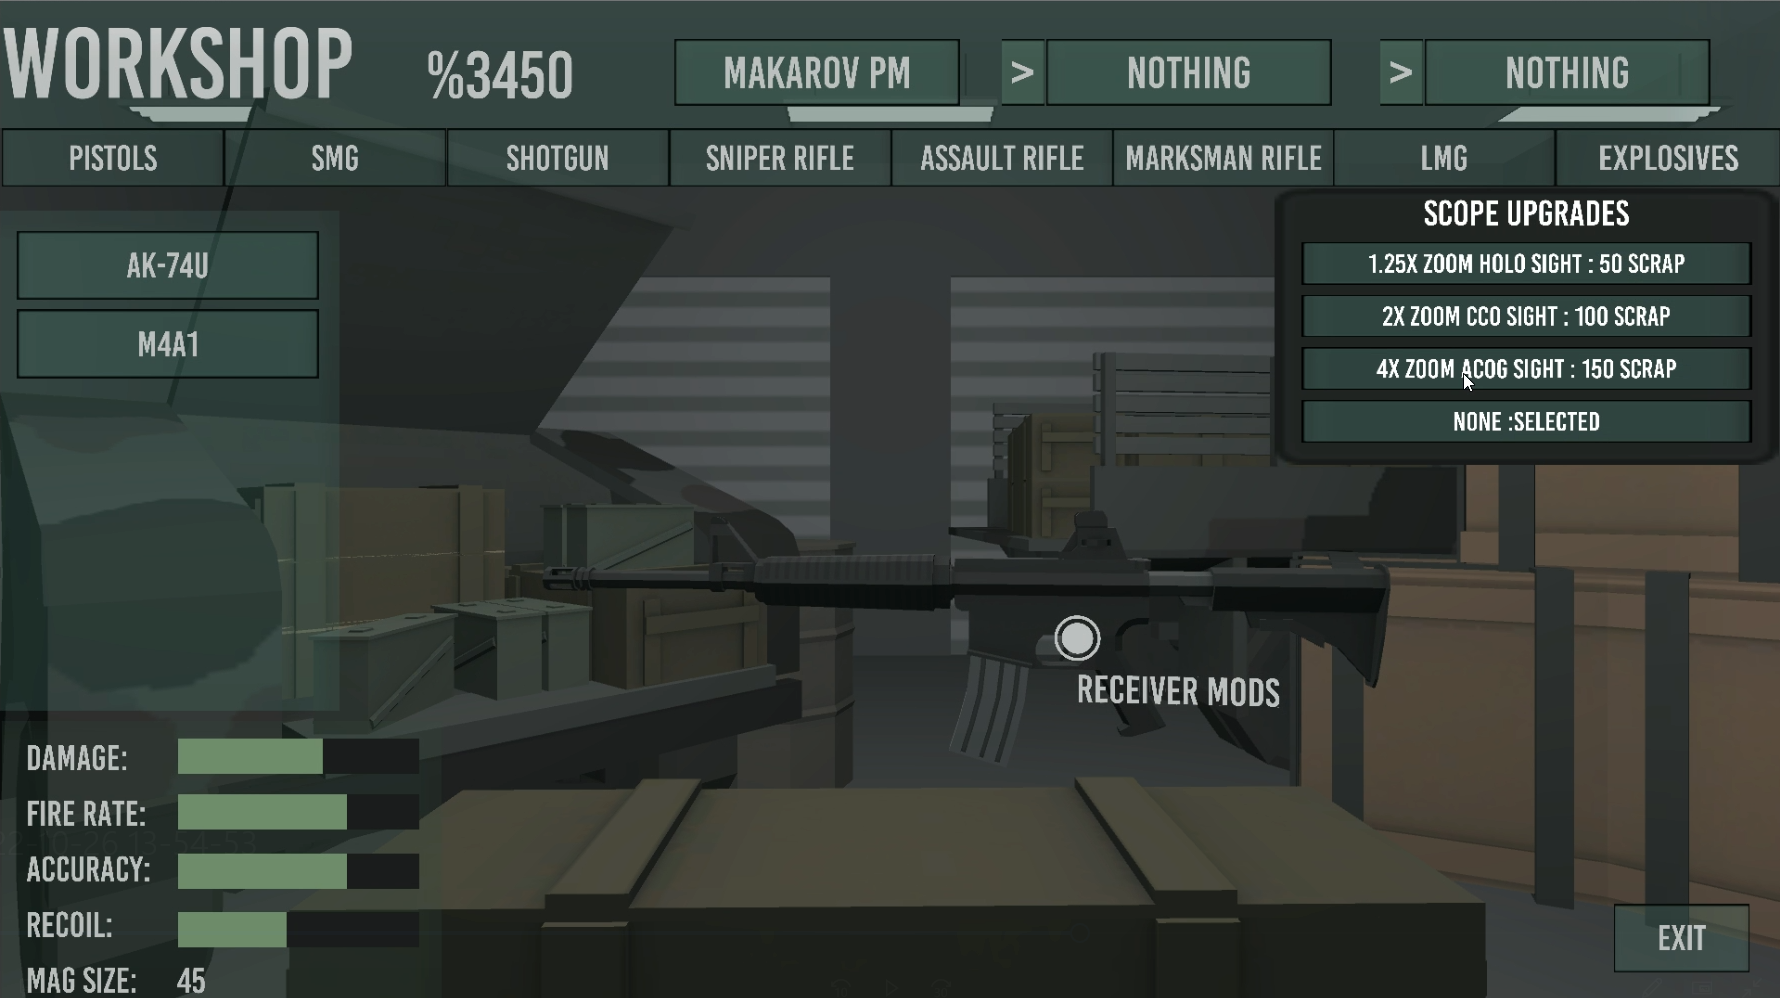 WORKSHOP
%3450
MAKAROV PM
>
NOTHING
>
NOTHING
PISTOLS
SMG
SHOTGUN
SNIPER RIFLE
ASSAULT RIFLE
MARKSMAN RIFLE
LMG
EXPLOSIVES
SCOPE UPGRADES
1.25X ZOOM HOLO SIGHT : 50 SCRAP
2X ZOOM CCO SIGHT : 100 SCRAP
4X ZOOM ACOG SIGHT : 150 SCRAP
NONE :SELECTED
AK-74U
M4A1
RECEIVER MODS
DAMAGE:
FIRE RATE:
ACCURACY:
RECOIL:
MAG SIZE: 45
EXIT